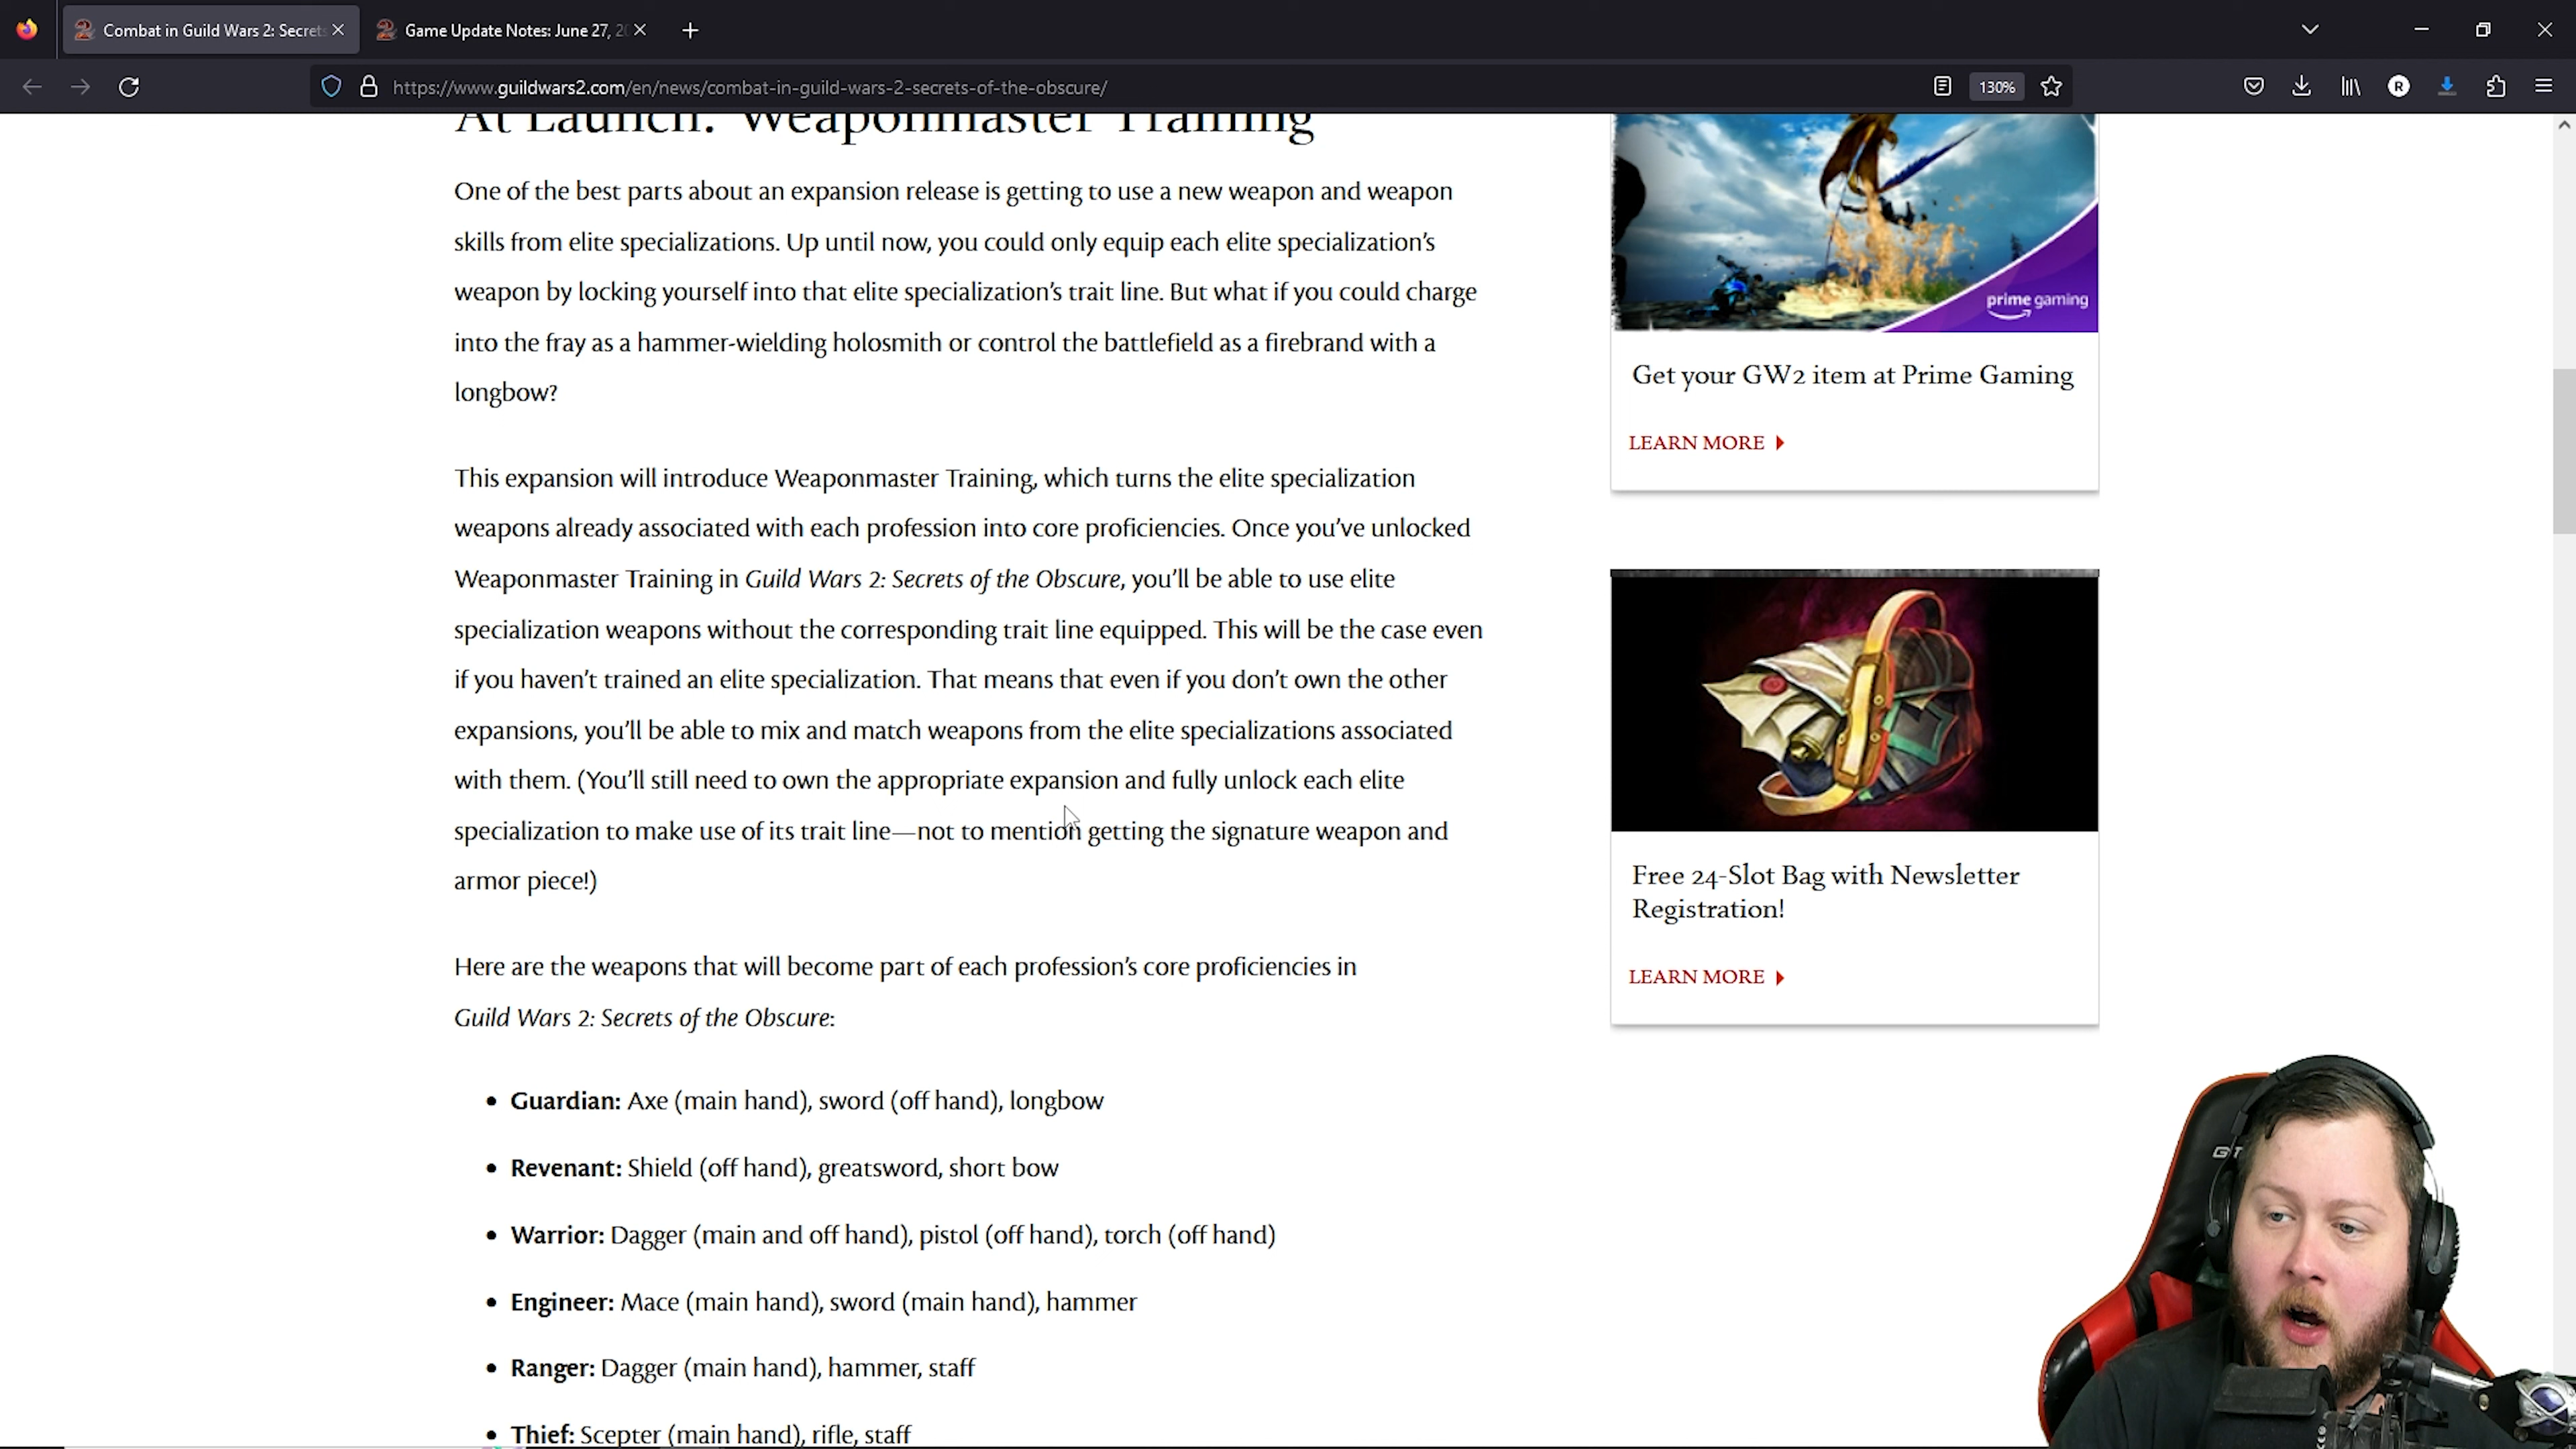 Combat in Guild Wars 2: Secrets
Game Update Notes: June 27, 20
https://www.guildwars2.com/en/news/combat-in-guild-wars-2-secrets-of-the-obscure/
130%
R
At Launch: Weaponmaster Training
One of the best parts about an expansion release is getting to use a new weapon and weapon
skills from elite specializations. Up until now, you could only equip each elite specialization's
weapon by locking yourself into that elite specialization's trait line. But what if you could charge
into the fray as a hammer-wielding holosmith or control the battlefield as a firebrand with a
longbow?
This expansion will introduce Weaponmaster Training, which turns the elite specialization
weapons already associated with each profession into core proficiencies. Once you've unlocked
Weaponmaster Training in Guild Wars 2: Secrets of the Obscure, you'll be able to use elite
specialization weapons without the corresponding trait line equipped. This will be the case even
if you haven't trained an elite specialization. That means that even if you don't own the other
expansions, you'll be able to mix and match weapons from the elite specializations associated
with them. (You'll still need to own the appropriate expansion and fully unlock each elite
specialization to make use of its trait line—not to mention getting the signature weapon and
armor piece!)
Here are the weapons that will become part of each profession's core proficiencies in
Guild Wars 2: Secrets of the Obscure:
• Guardian: Axe (main hand), sword (off hand), longbow
• Revenant: Shield (off hand), greatsword, short bow
• Warrior: Dagger (main and off hand), pistol (off hand), torch (off hand)
• Engineer: Mace (main hand), sword (main hand), hammer
• Ranger: Dagger (main hand), hammer, staff
• Thief: Scepter (main hand), rifle, staff
prime gaming
Get your GW2 item at Prime Gaming
LEARN MORE
Free 24-Slot Bag with Newsletter
Registration!
LEARN MORE